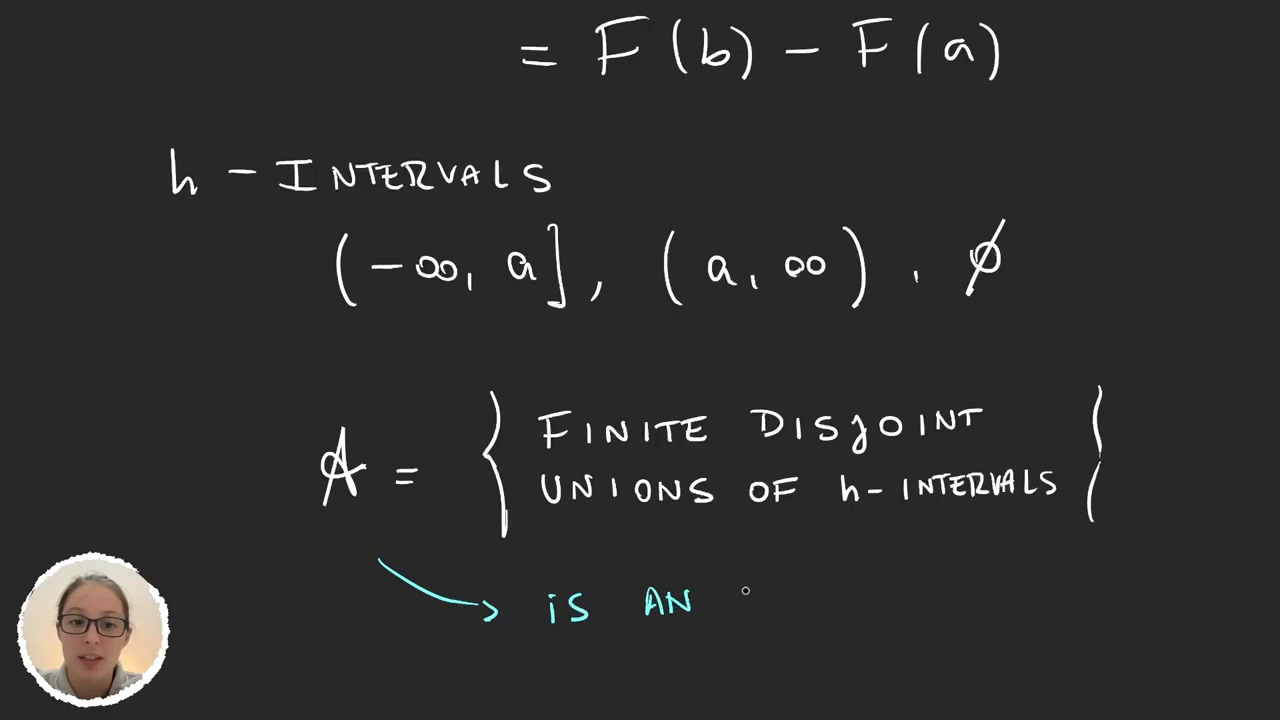 = F(b) - F(a)
h - INTERVALS
(-∞, a], (a, ∞), ∅
A = { FINITE DISJOINT
UNIONS OF h-INTERVALS }
iS AN